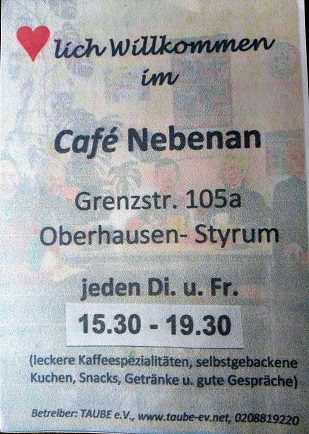 lich Willkommen
im
Café Nebenan
Grenzstr. 105a
Oberhausen- Styrum
jeden Di. u. Fr.
15.30 - 19.30
(leckere Kaffeespezialitäten, selbstgebackene
Kuchen, Snacks, Getränke u. gute Gespräche)
Betreiber: TAUBE e.V., www.taube-ev.net, 0208819220